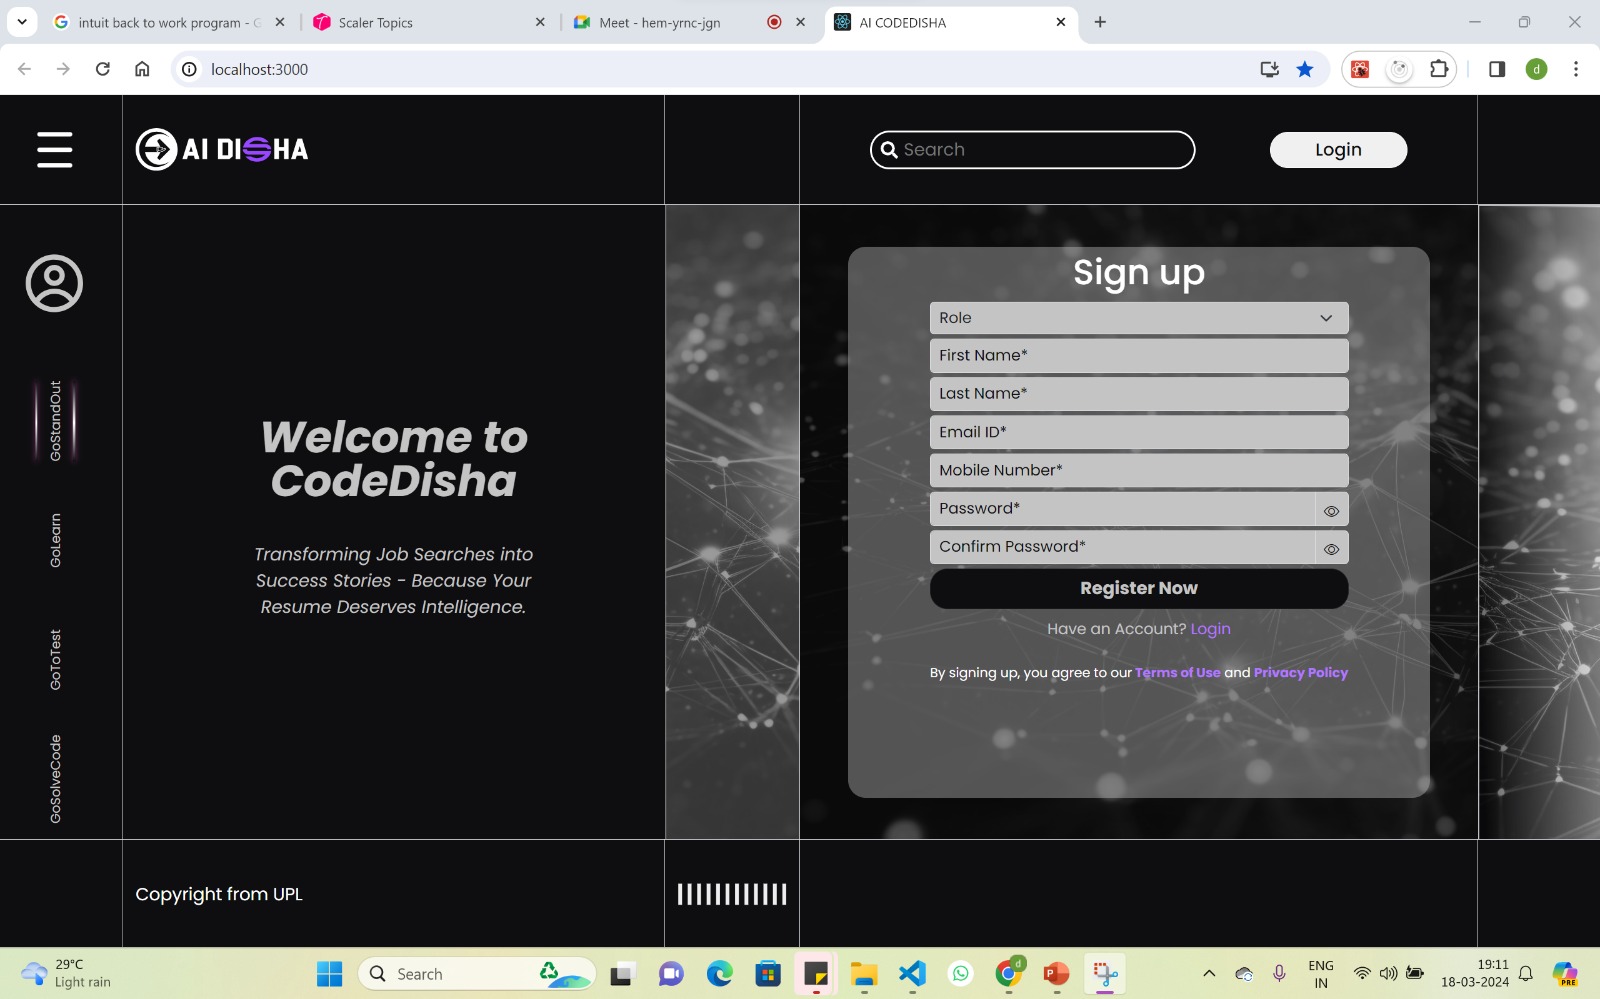 intuit back to work program - G
Scaler Topics
Meet - hem-yrnc-jgn
AI CODEDISHA
localhost:3000
d
AI DISHA
Search
Login
GoStandOut
GoLearn
GoToTest
GoSolveCode
Welcome to
CodeDisha
Transforming Job Searches into
Success Stories - Because Your
Resume Deserves Intelligence.
Sign up
Role
First Name*
Last Name*
Email ID*
Mobile Number*
Password*
Confirm Password*
Register Now
Have an Account? Login
By signing up, you agree to our Terms of Use and Privacy Policy
Copyright from UPL
29°C
Light rain
Search
d
ENG
IN
19:11
18-03-2024
PRE